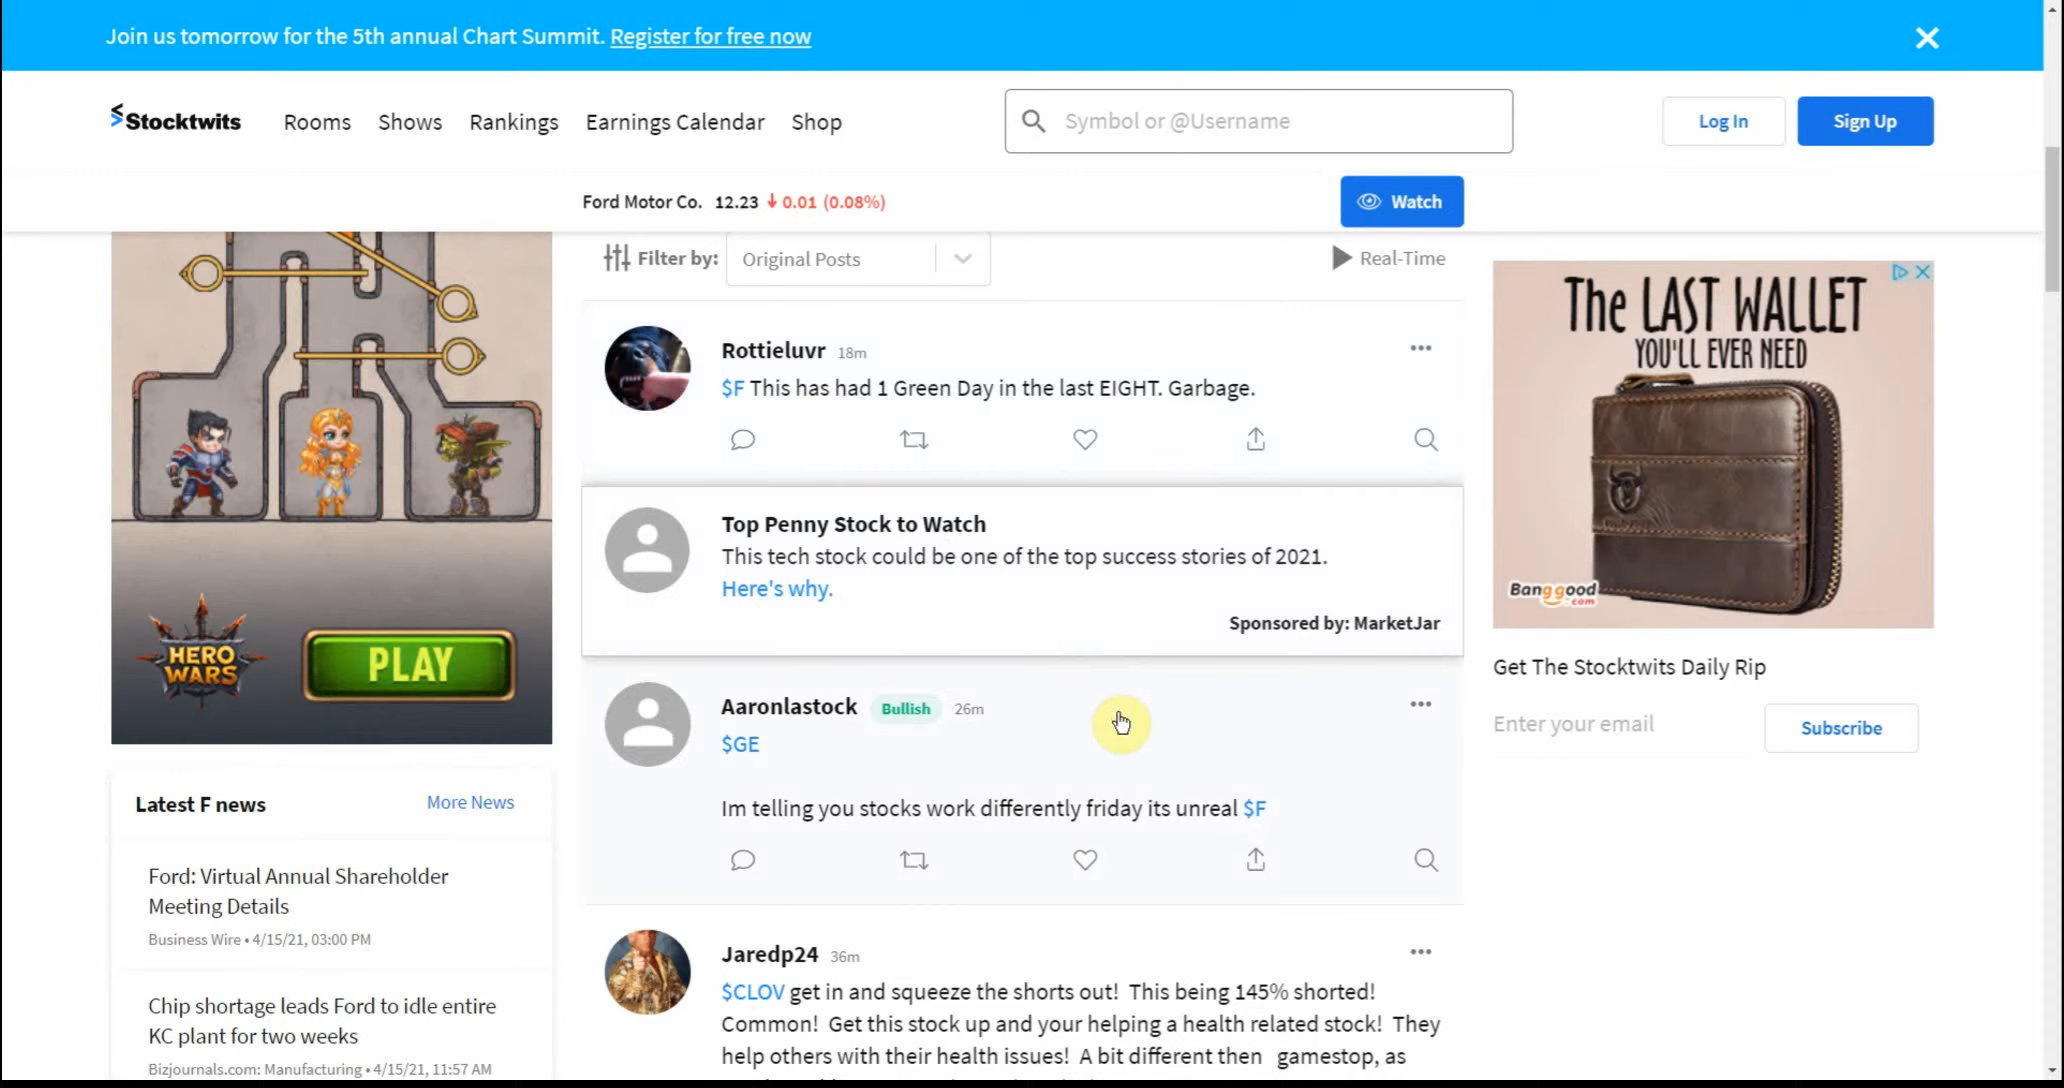 Join us tomorrow for the 5th annual Chart Summit. Register for free now
Stocktwits
Rooms
Shows
Rankings
Earnings Calendar
Shop
Symbol or @Username
Log In
Sign Up
Ford Motor Co. 12.23 0.01 (0.08%)
Watch
Filter by:
Original Posts
Real-Time
HERO
WARS
PLAY
Latest F news
More News
Ford: Virtual Annual Shareholder
Meeting Details
Business Wire • 4/15/21, 03:00 PM
Chip shortage leads Ford to idle entire
KC plant for two weeks
Bizjournals.com: Manufacturing • 4/15/21, 11:57 AM
Rottieluvr 18m
$F This has had 1 Green Day in the last EIGHT. Garbage.
Top Penny Stock to Watch
This tech stock could be one of the top success stories of 2021.
Here's why.
Sponsored by: MarketJar
Aaronlastock Bullish 26m
$GE
Im telling you stocks work differently friday its unreal $F
Jaredp24 36m
$CLOV get in and squeeze the shorts out! This being 145% shorted!
Common! Get this stock up and your helping a health related stock! They
help others with their health issues! A bit different then gamestop, as
The LAST WALLET
YOU'LL EVER NEED
Banggood
.com
Get The Stocktwits Daily Rip
Enter your email
Subscribe